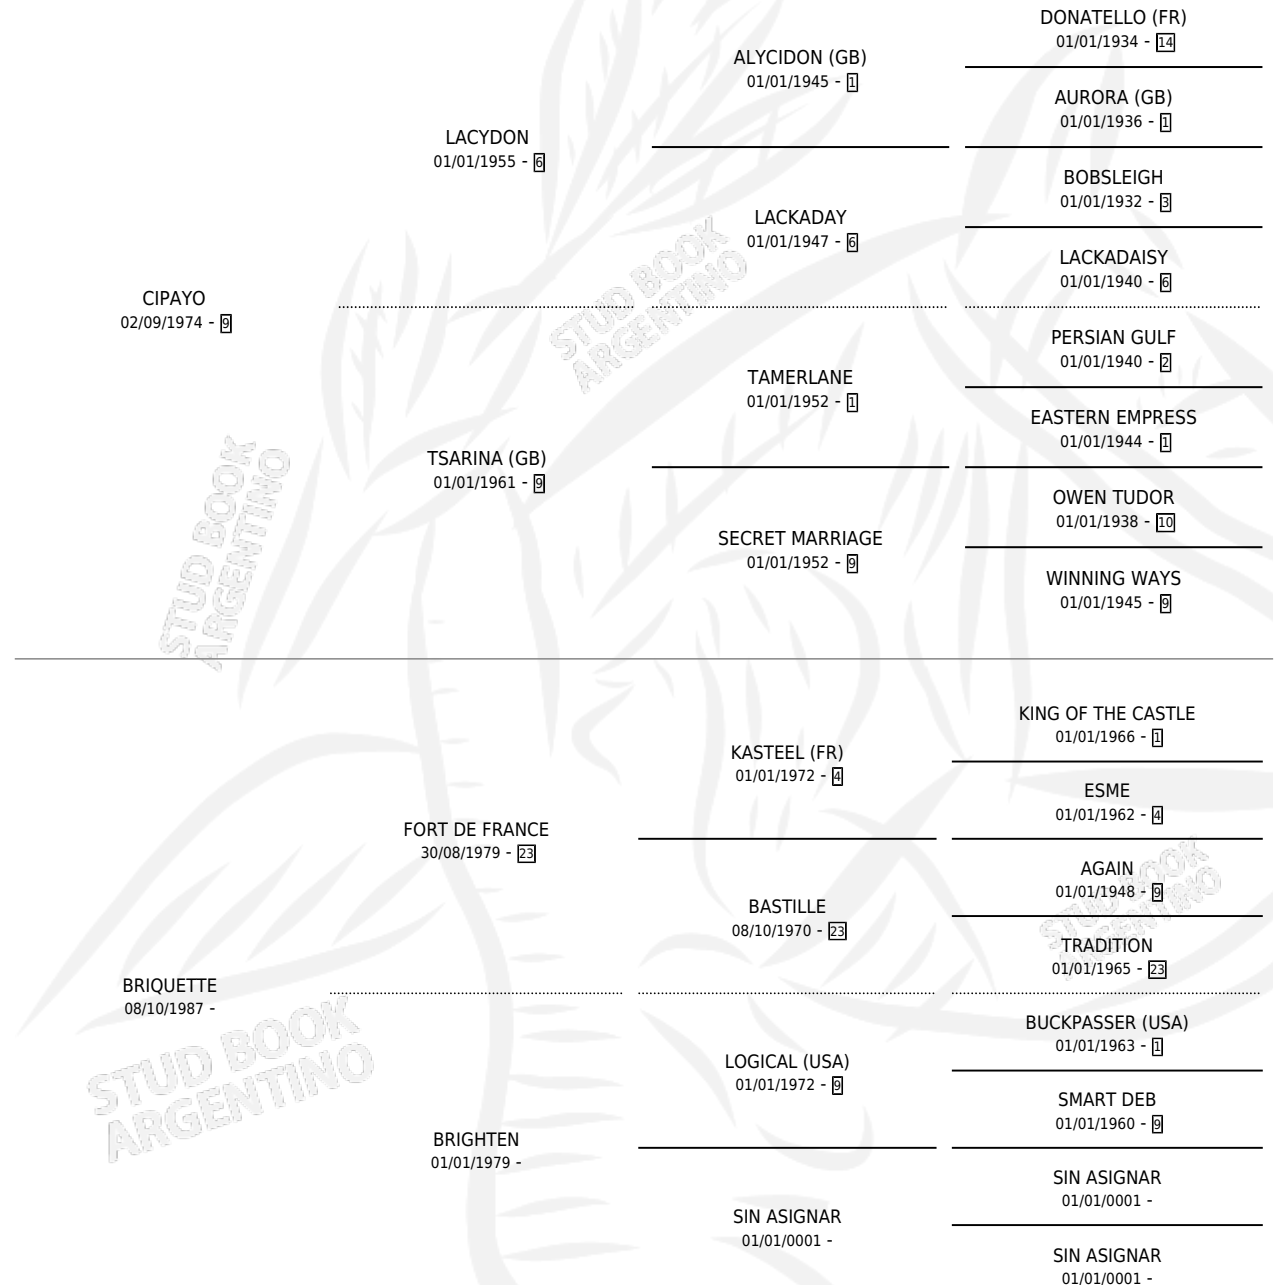 DONATELLO (FR)
01/01/1934 - 14
ALYCIDON (GB)
01/01/1945 - 1
AURORA (GB)
01/01/1936 - 1
LACYDON
01/01/1955 - 6
BOBSLEIGH
01/01/1932 - 3
LACKADAY
01/01/1947 - 6
LACKADAISY
01/01/1940 - 6
CIPAYO
02/09/1974 - 9
PERSIAN GULF
01/01/1940 - 2
TAMERLANE
01/01/1952 - 1
EASTERN EMPRESS
01/01/1944 - 1
TSARINA (GB)
01/01/1961 - 9
OWEN TUDOR
01/01/1938 - 10
SECRET MARRIAGE
01/01/1952 - 9
WINNING WAYS
01/01/1945 - 9
STUD BOOK
ARGENTINO
STUD BOOK
ARGENTINO
KING OF THE CASTLE
01/01/1966 - 1
KASTEEL (FR)
01/01/1972 - 4
ESME
01/01/1962 - 4
FORT DE FRANCE
30/08/1979 - 23
AGAIN
01/01/1948 - 9
BASTILLE
08/10/1970 - 23
TRADITION
01/01/1965 - 23
BRIQUETTE
08/10/1987 -
BUCKPASSER (USA)
01/01/1963 - 1
LOGICAL (USA)
01/01/1972 - 9
SMART DEB
01/01/1960 - 9
BRIGHTEN
01/01/1979 -
SIN ASIGNAR
01/01/0001 -
SIN ASIGNAR
01/01/0001 -
SIN ASIGNAR
01/01/0001 -
STUD BOOK
ARGENTINO
STUD BOOK
ARGENTINO